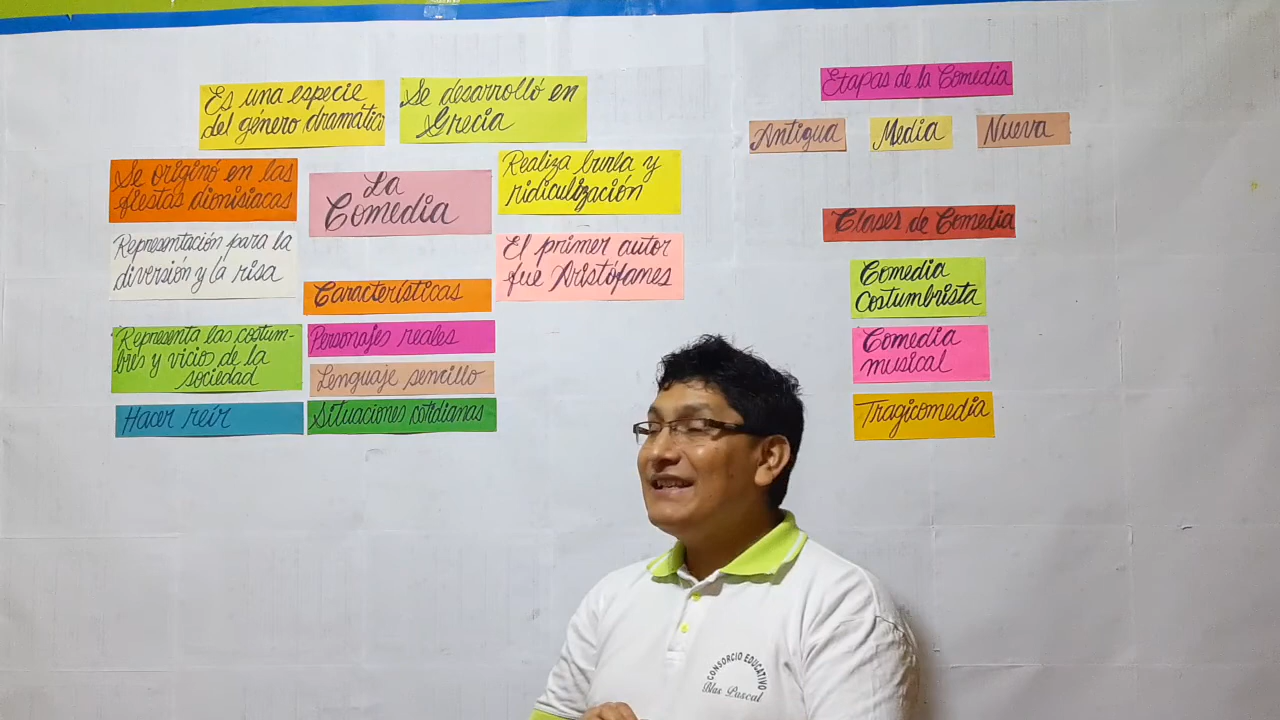 Es una especie
del género dramático
Se desarrolló en
Grecia
Se originó en las
fiestas dionisiacas
La
Comedia
Realiza burla y
ridiculización
Representación para la
diversión y la risa
El primer autor
fue Aristófanes
Características
Representa las costum-
bres y vicios de la
sociedad
Personajes reales
Lenguaje sencillo
Hacer reír
Situaciones cotidianas
Etapas de la Comedia
Antigua
Media
Nueva
Clases de Comedia
Comedia
Costumbrista
Comedia
musical
Tragicomedia
CONSORCIO EDUCATIVO
Blas Pascal